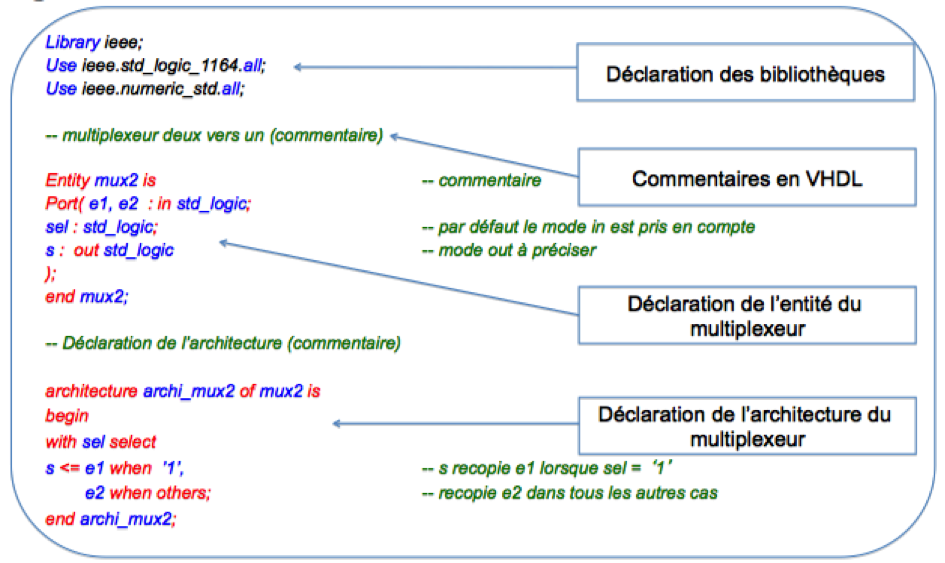 Library ieee;
Use ieee.std_logic_1164.all;
Use ieee.numeric_std.all;
Déclaration des bibliothèques
-- multiplexeur deux vers un (commentaire)
Commentaires en VHDL
Entity mux2 is -- commentaire
Port( e1, e2 : in std_logic;
sel : std_logic; -- par défaut le mode in est pris en compte
s : out std_logic -- mode out à préciser
);
end mux2;
Déclaration de l'entité du
multiplexeur
-- Déclaration de l'architecture (commentaire)
architecture archi_mux2 of mux2 is
begin
with sel select
Déclaration de l'architecture du
multiplexeur
s <= e1 when '1', -- s recopie e1 lorsque sel = '1'
e2 when others; -- recopie e2 dans tous les autres cas
end archi_mux2;